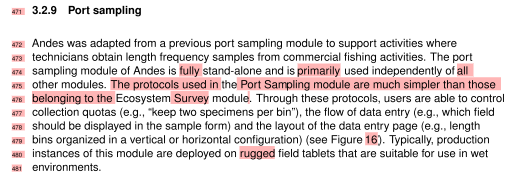 471 3.2.9 Port sampling
472 Andes was adapted from a previous port sampling module to support activities where
473 technicians obtain length frequency samples from commercial fishing activities. The port
474 sampling module of Andes is fully stand-alone and is primarily used independently of all
475 other modules. The protocols used in the Port Sampling module are much simpler than those
476 belonging to the Ecosystem Survey module. Through these protocols, users are able to control
477 collection quotas (e.g., “keep two specimens per bin”), the flow of data entry (e.g., which field
478 should be displayed in the sample form) and the layout of the data entry page (e.g., length
479 bins organized in a vertical or horizontal configuration) (see Figure 16). Typically, production
480 instances of this module are deployed on rugged field tablets that are suitable for use in wet
481 environments.